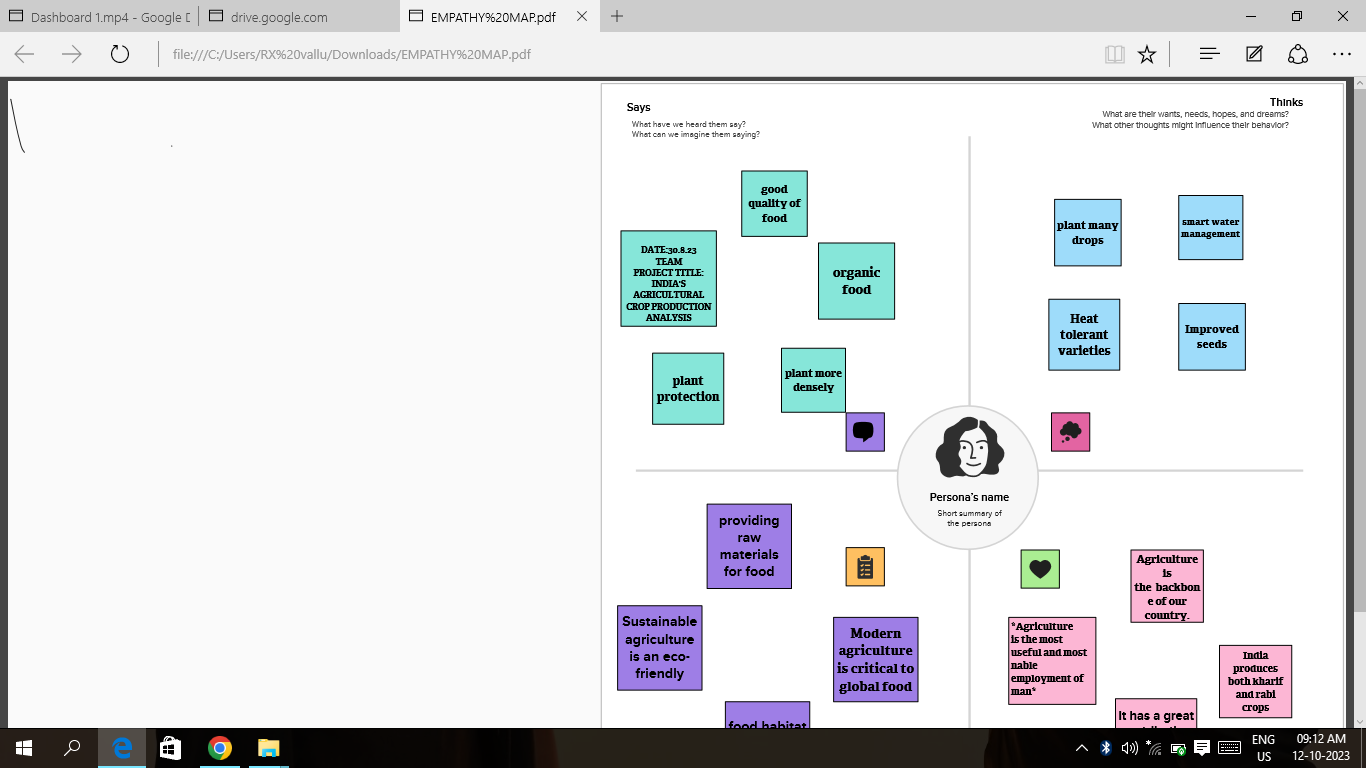 Dashboard 1.mp4 - Google D
drive.google.com
EMPATHY%20MAP.pdf
file:///C:/Users/RX%20vallu/Downloads/EMPATHY%20MAP.pdf
Says
What have we heard them say?
What can we imagine them saying?
Thinks
What are their wants, needs, hopes, and dreams?
What other thoughts might influence their behavior?
good
quality of
food
DATE:30.8.23
TEAM
PROJECT TITLE:
INDIA'S
AGRICULTURAL
CROP PRODUCTION
ANALYSIS
organic
food
plant
protection
plant more
densely
plant many
drops
smart water
management
Heat
tolerant
varieties
Improved
seeds
Persona's name
Short summary of
the persona
providing
raw
materials
for food
Sustainable
agriculture
is an eco-
friendly
Modern
agriculture
is critical to
global food
food habitat
Agriculture
is
the backbon
e of our
country.
"Agriculture
is the most
useful and most
nable
employment of
man"
India
produces
both kharif
and rabi
crops
It has a great
ENG
US
09:12 AM
12-10-2023